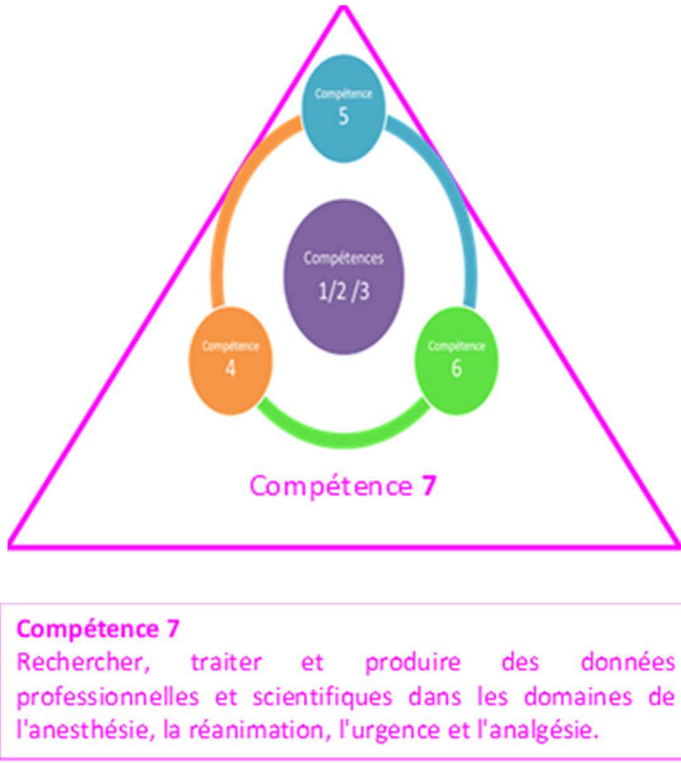 Compétence
5
Compétences
1/2 /3
Compétence
4
Compétence
6
Compétence 7
Compétence 7
Rechercher, traiter et produire des données
professionnelles et scientifiques dans les domaines de
l'anesthésie, la réanimation, l'urgence et l'analgésie.